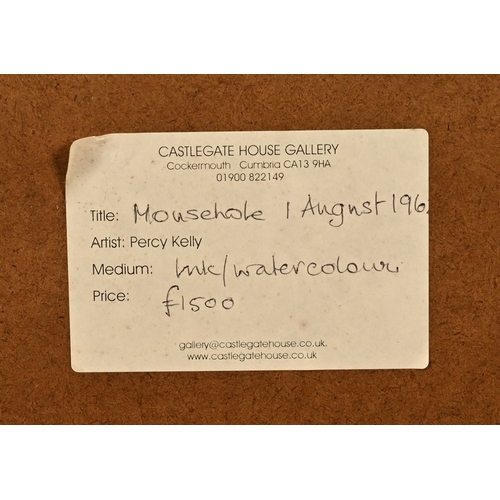 CASTLEGATE HOUSE GALLERY
Cockermouth Cumbria CA13 9HA
01900 822149
Title: Mousehole 1 August 196
Artist: Percy Kelly
Medium: Ink/watercolour
Price: £1500
gallery@castlegatehouse.co.uk.
www.castlegatehouse.co.uk